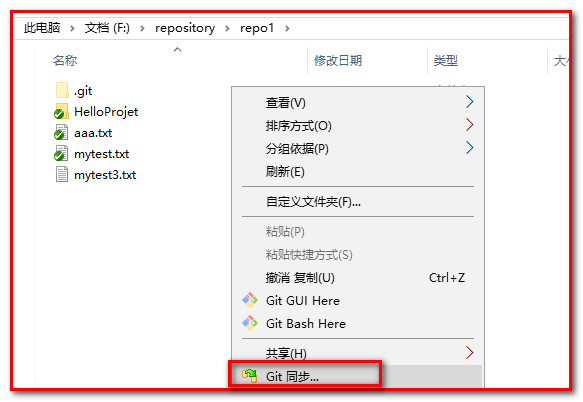 此电脑 > 文档 (F:) > repository > repo1 >
名称 修改日期 类型
.git
HelloProjet
aaa.txt
mytest.txt
mytest3.txt
查看(V)
排序方式(O)
分组依据(P)
刷新(E)
自定义文件夹(F)...
粘贴(P)
粘贴快捷方式(S)
撤消 复制(U) Ctrl+Z
Git GUI Here
Git Bash Here
共享(H)
Git 同步...